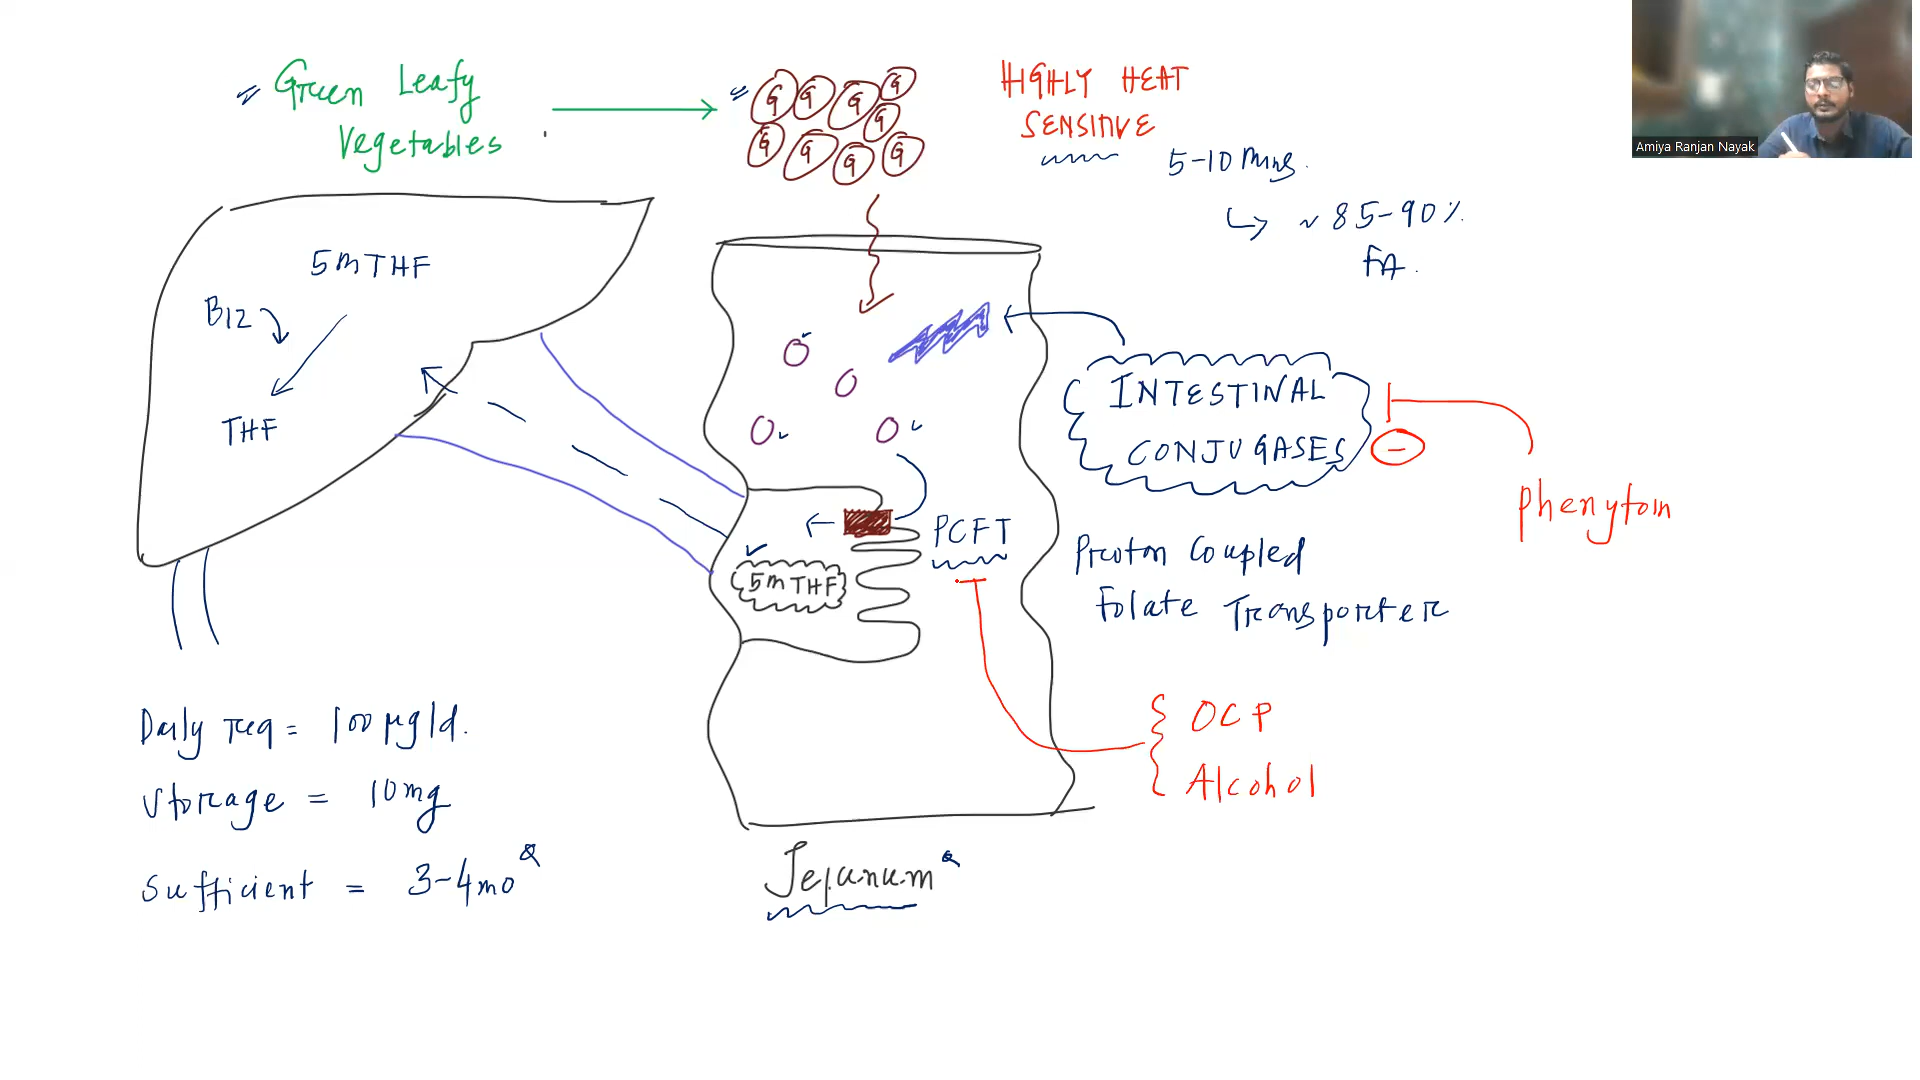 Green Leafy
Vegetables
G G G G
G
G G G G
HIGHLY HEAT
SENSITIVE
5-10 mins.
~ 85-90%
FA.
Amiya Ranjan Nayak
5mTHF
B12
THF
INTESTINAL
CONJUGASES
-
Phenytoin
PCFT
Proton Coupled
Folate Transporter
5mTHF
OCP
Alcohol
Daily req = 100 µg/d.
Storage = 10mg
Sufficient = 3-4mo
Jejunum